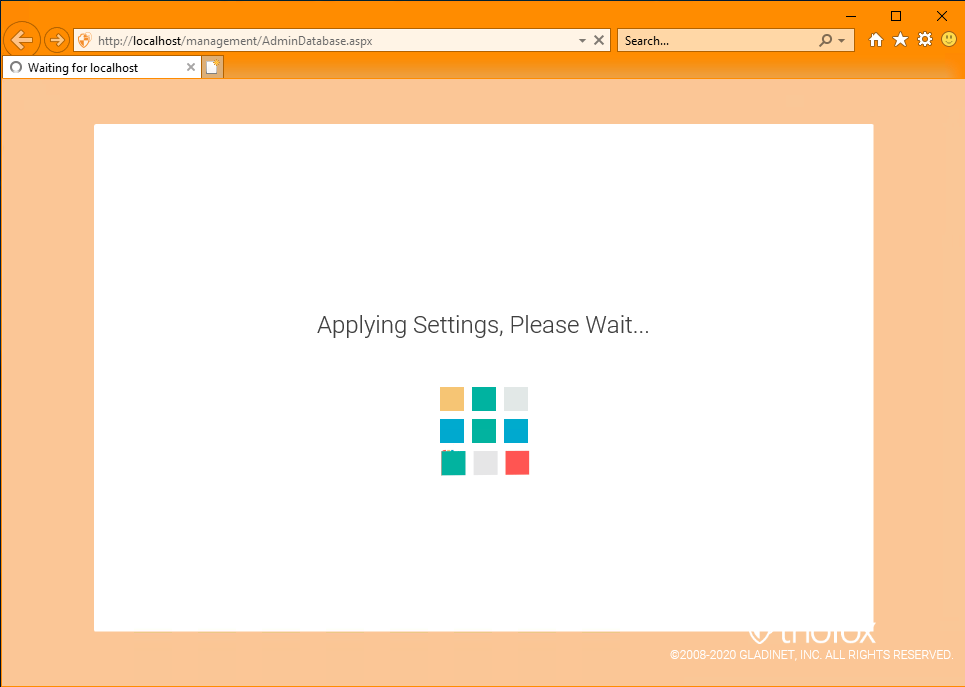 http://localhost/management/AdminDatabase.aspx
Search...
Waiting for localhost
Applying Settings, Please Wait...
©2008-2020 GLADINET, INC. ALL RIGHTS RESERVED.